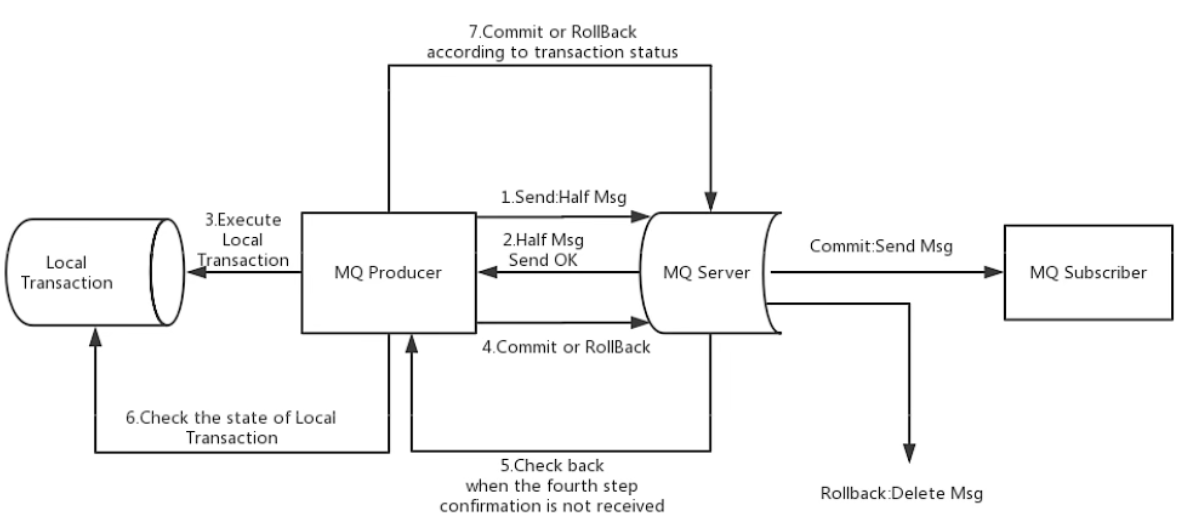 7.Commit or RollBack
according to transaction status
1.Send:Half Msg
3.Execute
Local
Transaction
2.Half Msg
Send OK
Commit:Send Msg
Local
Transaction
MQ Producer
MQ Server
MQ Subscriber
4.Commit or RollBack
6.Check the state of Local
Transaction
5.Check back
when the fourth step
confirmation is not received
Rollback:Delete Msg